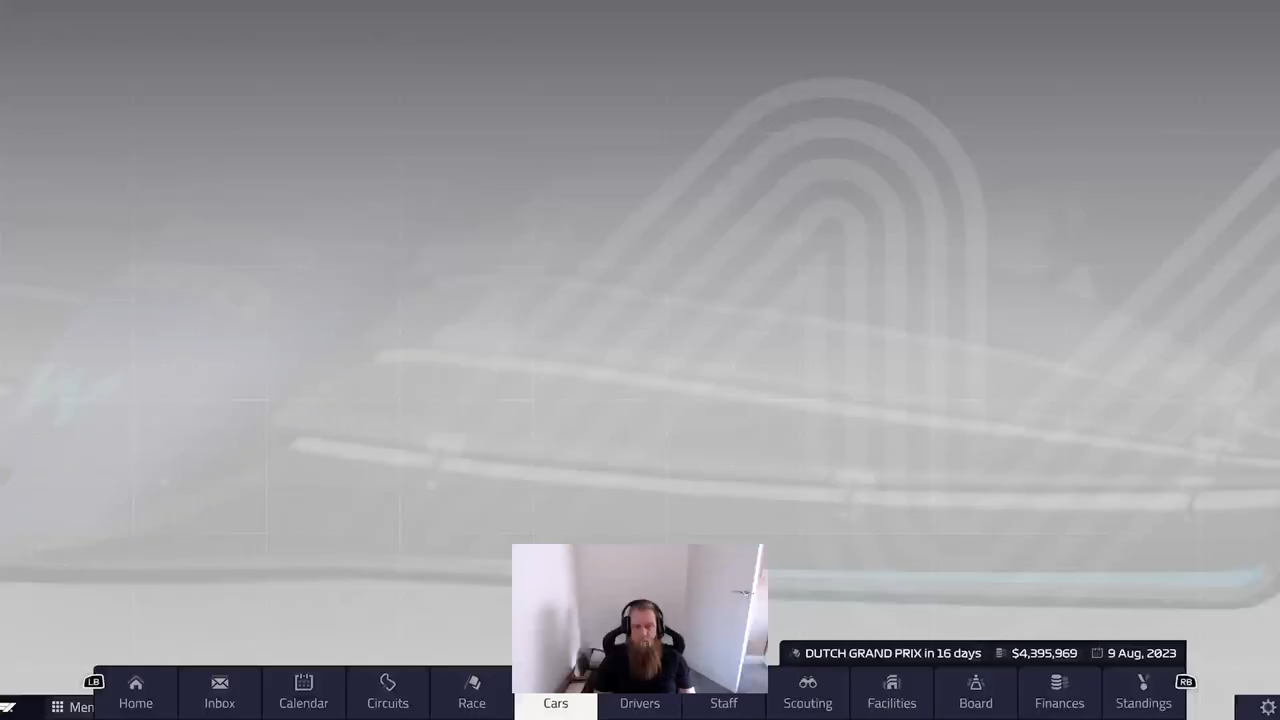 DUTCH GRAND PRIX in 16 days $4,395,969 9 Aug, 2023
LB RB
Men Home Inbox Calendar Circuits Race Cars Drivers Staff Scouting Facilities Board Finances Standings